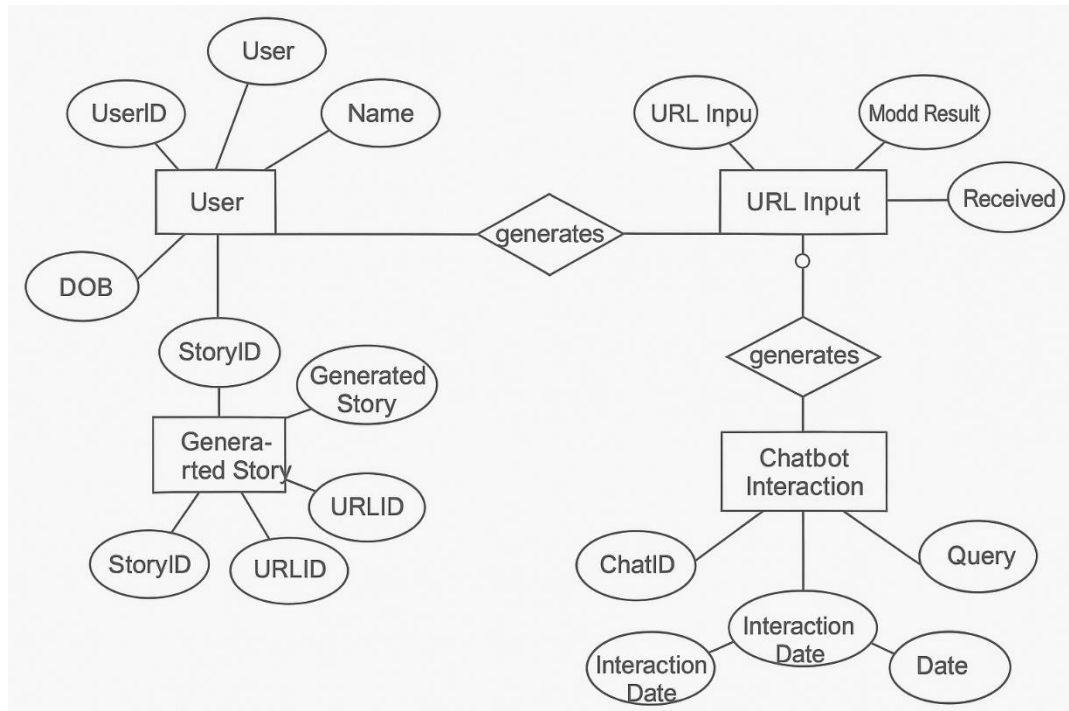 User
UserID
Name
URL Inpu
Modd Result
User
URL Input
Received
generates
DOB
StoryID
generates
Generated
Story
Genera-
rted Story
Chatbot
Interaction
URLID
StoryID
URLID
ChatID
Query
Interaction
Date
Interaction
Date
Date